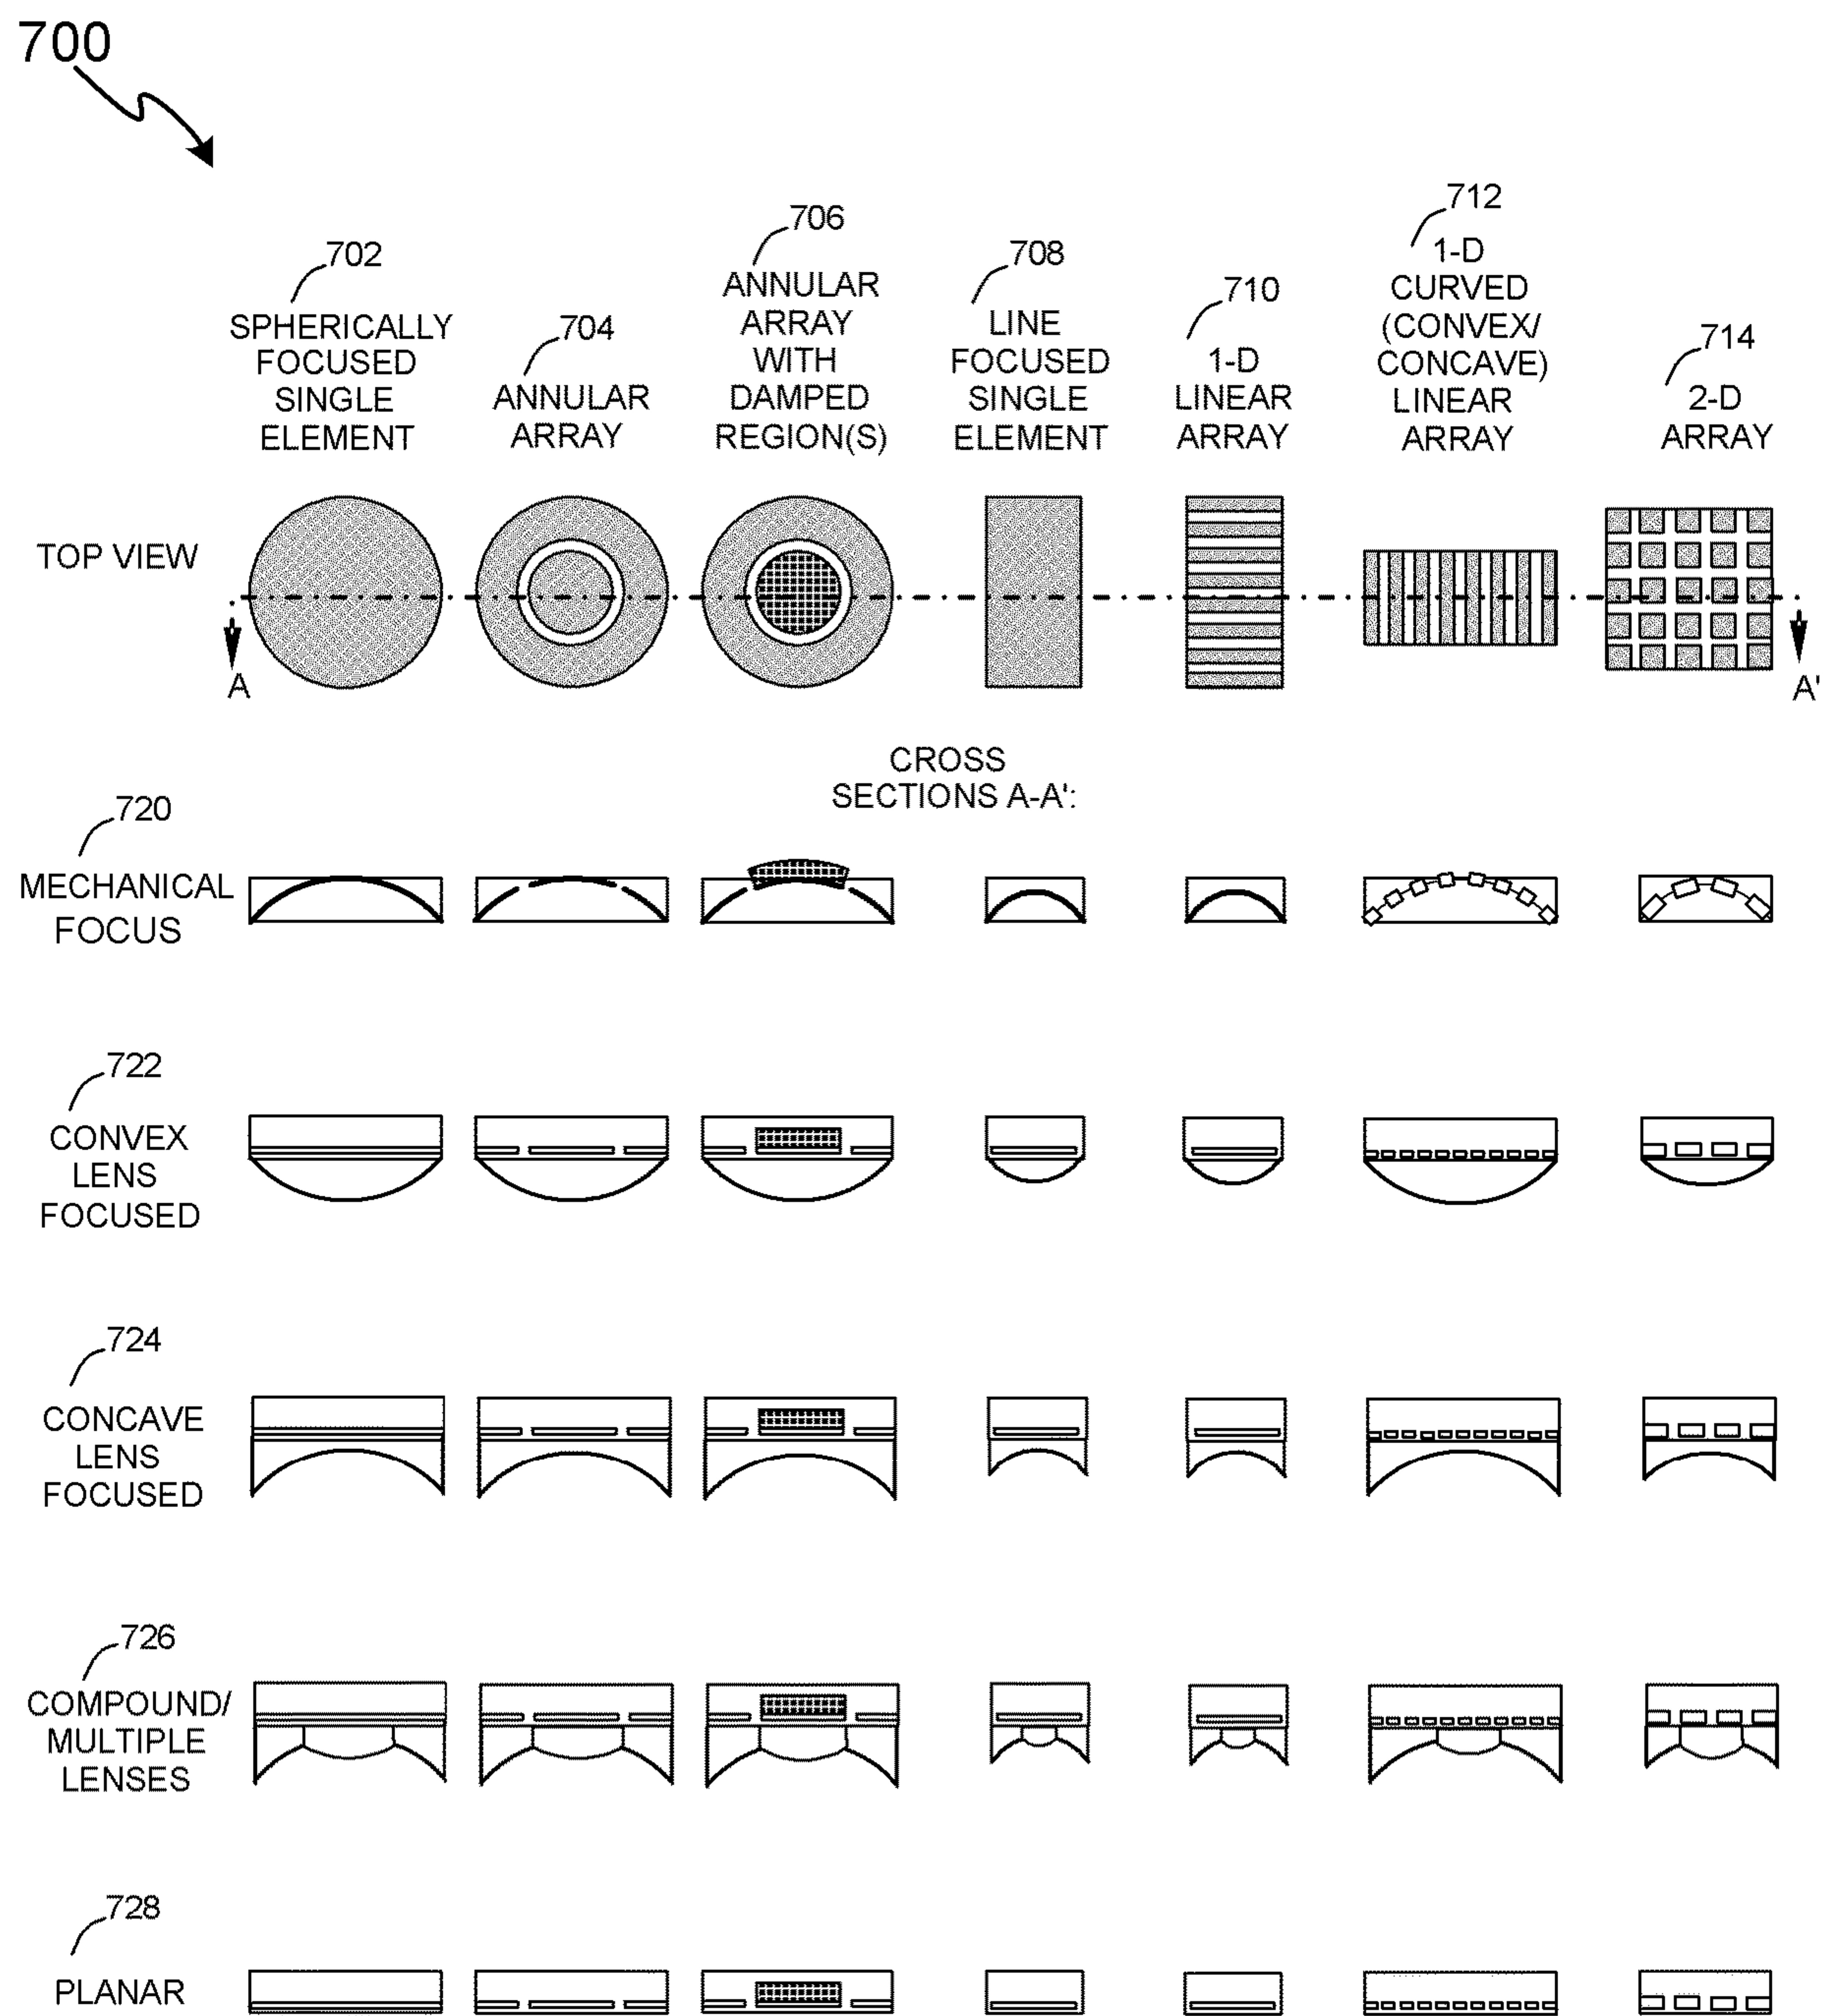 700
702
SPHERICALLY
FOCUSED
SINGLE
ELEMENT
704
ANNULAR
ARRAY
706
ANNULAR
ARRAY
WITH
DAMPED
REGION(S)
708
LINE
FOCUSED
SINGLE
ELEMENT
710
1-D
LINEAR
ARRAY
712
1-D
CURVED
(CONVEX/
CONCAVE)
LINEAR
ARRAY
714
2-D
ARRAY
TOP VIEW
A
A'
CROSS
SECTIONS A-A':
720
MECHANICAL
FOCUS
722
CONVEX
LENS
FOCUSED
724
CONCAVE
LENS
FOCUSED
726
COMPOUND/
MULTIPLE
LENSES
728
PLANAR